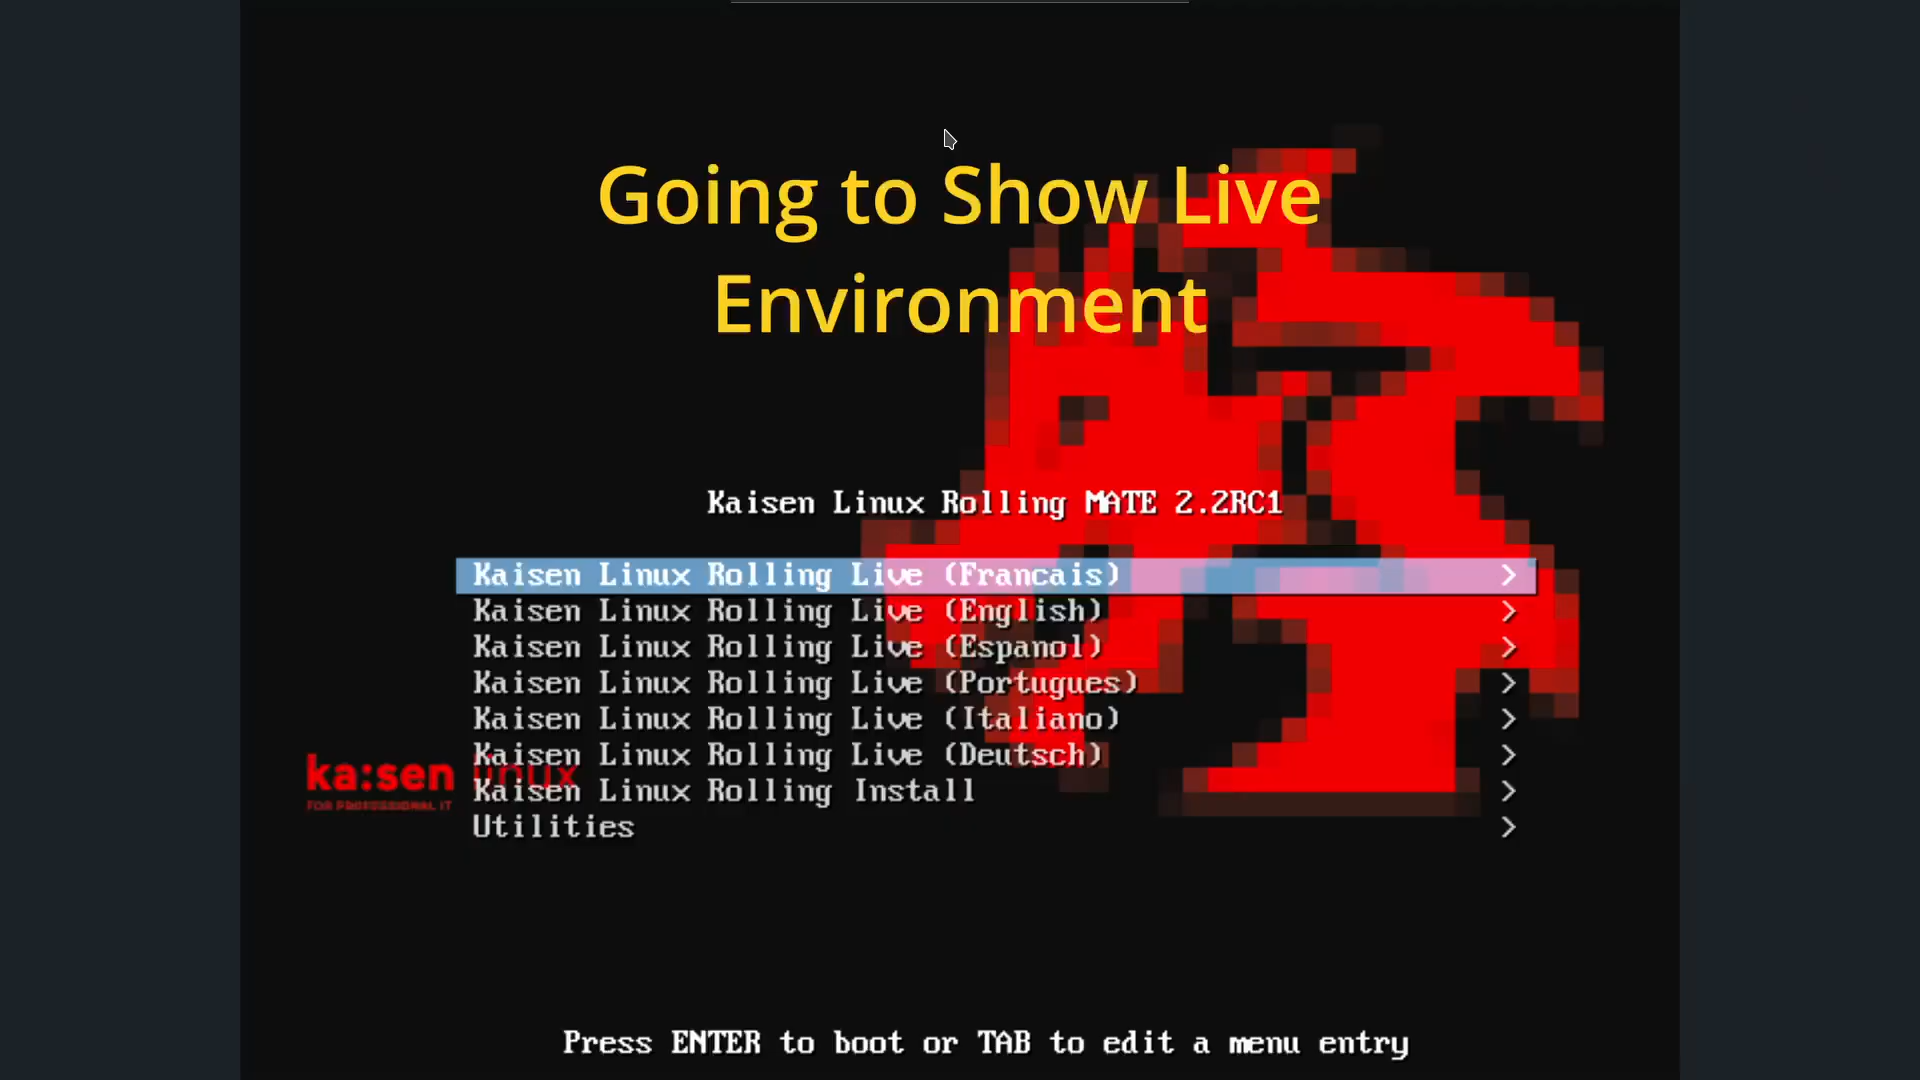 Going to Show Live
Environment
Kaisen Linux Rolling MATE 2.2RC1
Kaisen Linux Rolling Live (Francais) >
Kaisen Linux Rolling Live (English) >
Kaisen Linux Rolling Live (Espanol) >
Kaisen Linux Rolling Live (Portugues) >
Kaisen Linux Rolling Live (Italiano) >
Kaisen Linux Rolling Live (Deutsch) >
ka:sen linux
FOR PROFESSIONAL IT
Kaisen Linux Rolling Install >
Utilities >
Press ENTER to boot or TAB to edit a menu entry